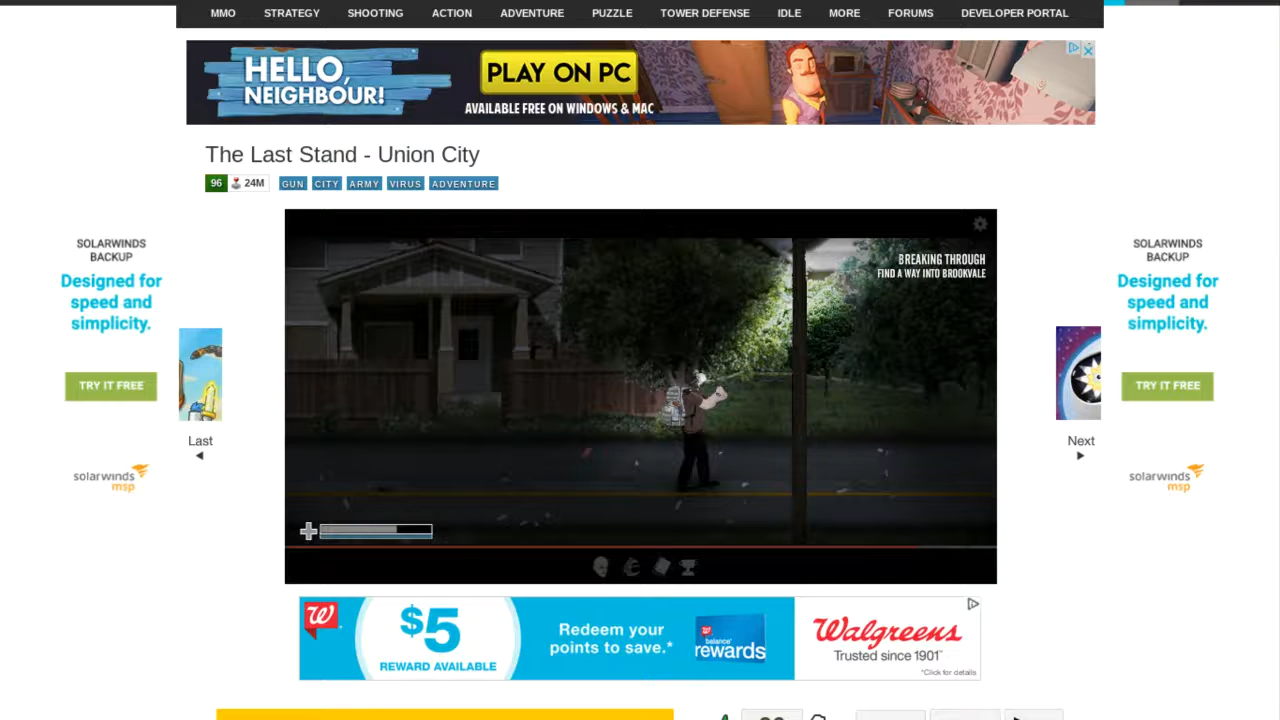 MMO STRATEGY SHOOTING ACTION ADVENTURE PUZZLE TOWER DEFENSE IDLE MORE FORUMS DEVELOPER PORTAL
HELLO,
NEIGHBOUR!
PLAY ON PC
AVAILABLE FREE ON WINDOWS & MAC
The Last Stand - Union City
96 24M GUN CITY ARMY VIRUS ADVENTURE
SOLARWINDS
BACKUP
Designed for
speed and
simplicity.
TRY IT FREE
solarwinds
msp
Last
BREAKING THROUGH
FIND A WAY INTO BROOKVALE
Next
SOLARWINDS
BACKUP
Designed for
speed and
simplicity.
TRY IT FREE
solarwinds
msp
W
$5
REWARD AVAILABLE
Redeem your
points to save.*
W
balance
rewards
Walgreens
Trusted since 1901
*Click for details